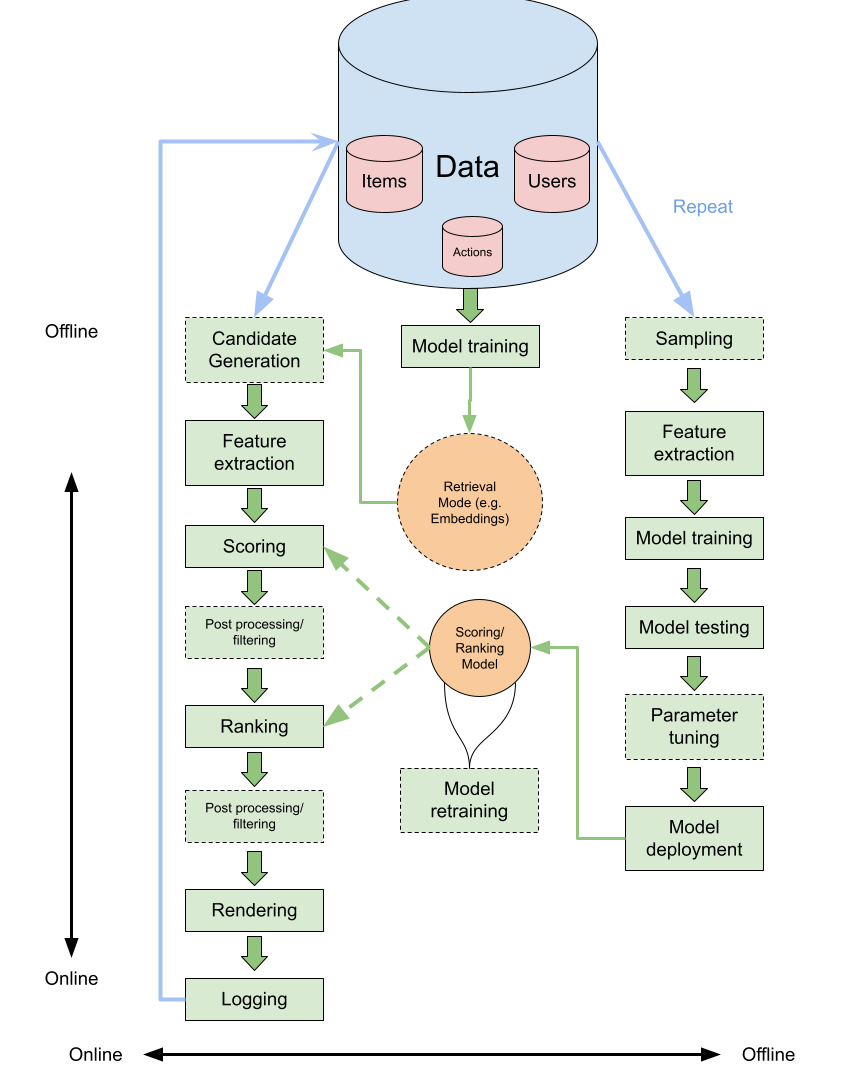 Data
Items
Users
Actions
Repeat
Offline
Candidate
Generation
Model training
Sampling
Feature
extraction
Feature
extraction
Retrieval
Mode (e.g.
Embeddings)
Scoring
Model training
Post processing/
filtering
Scoring/
Ranking
Model
Model testing
Ranking
Parameter
tuning
Model
retraining
Post processing/
filtering
Model
deployment
Rendering
Online
Logging
Online
Offline